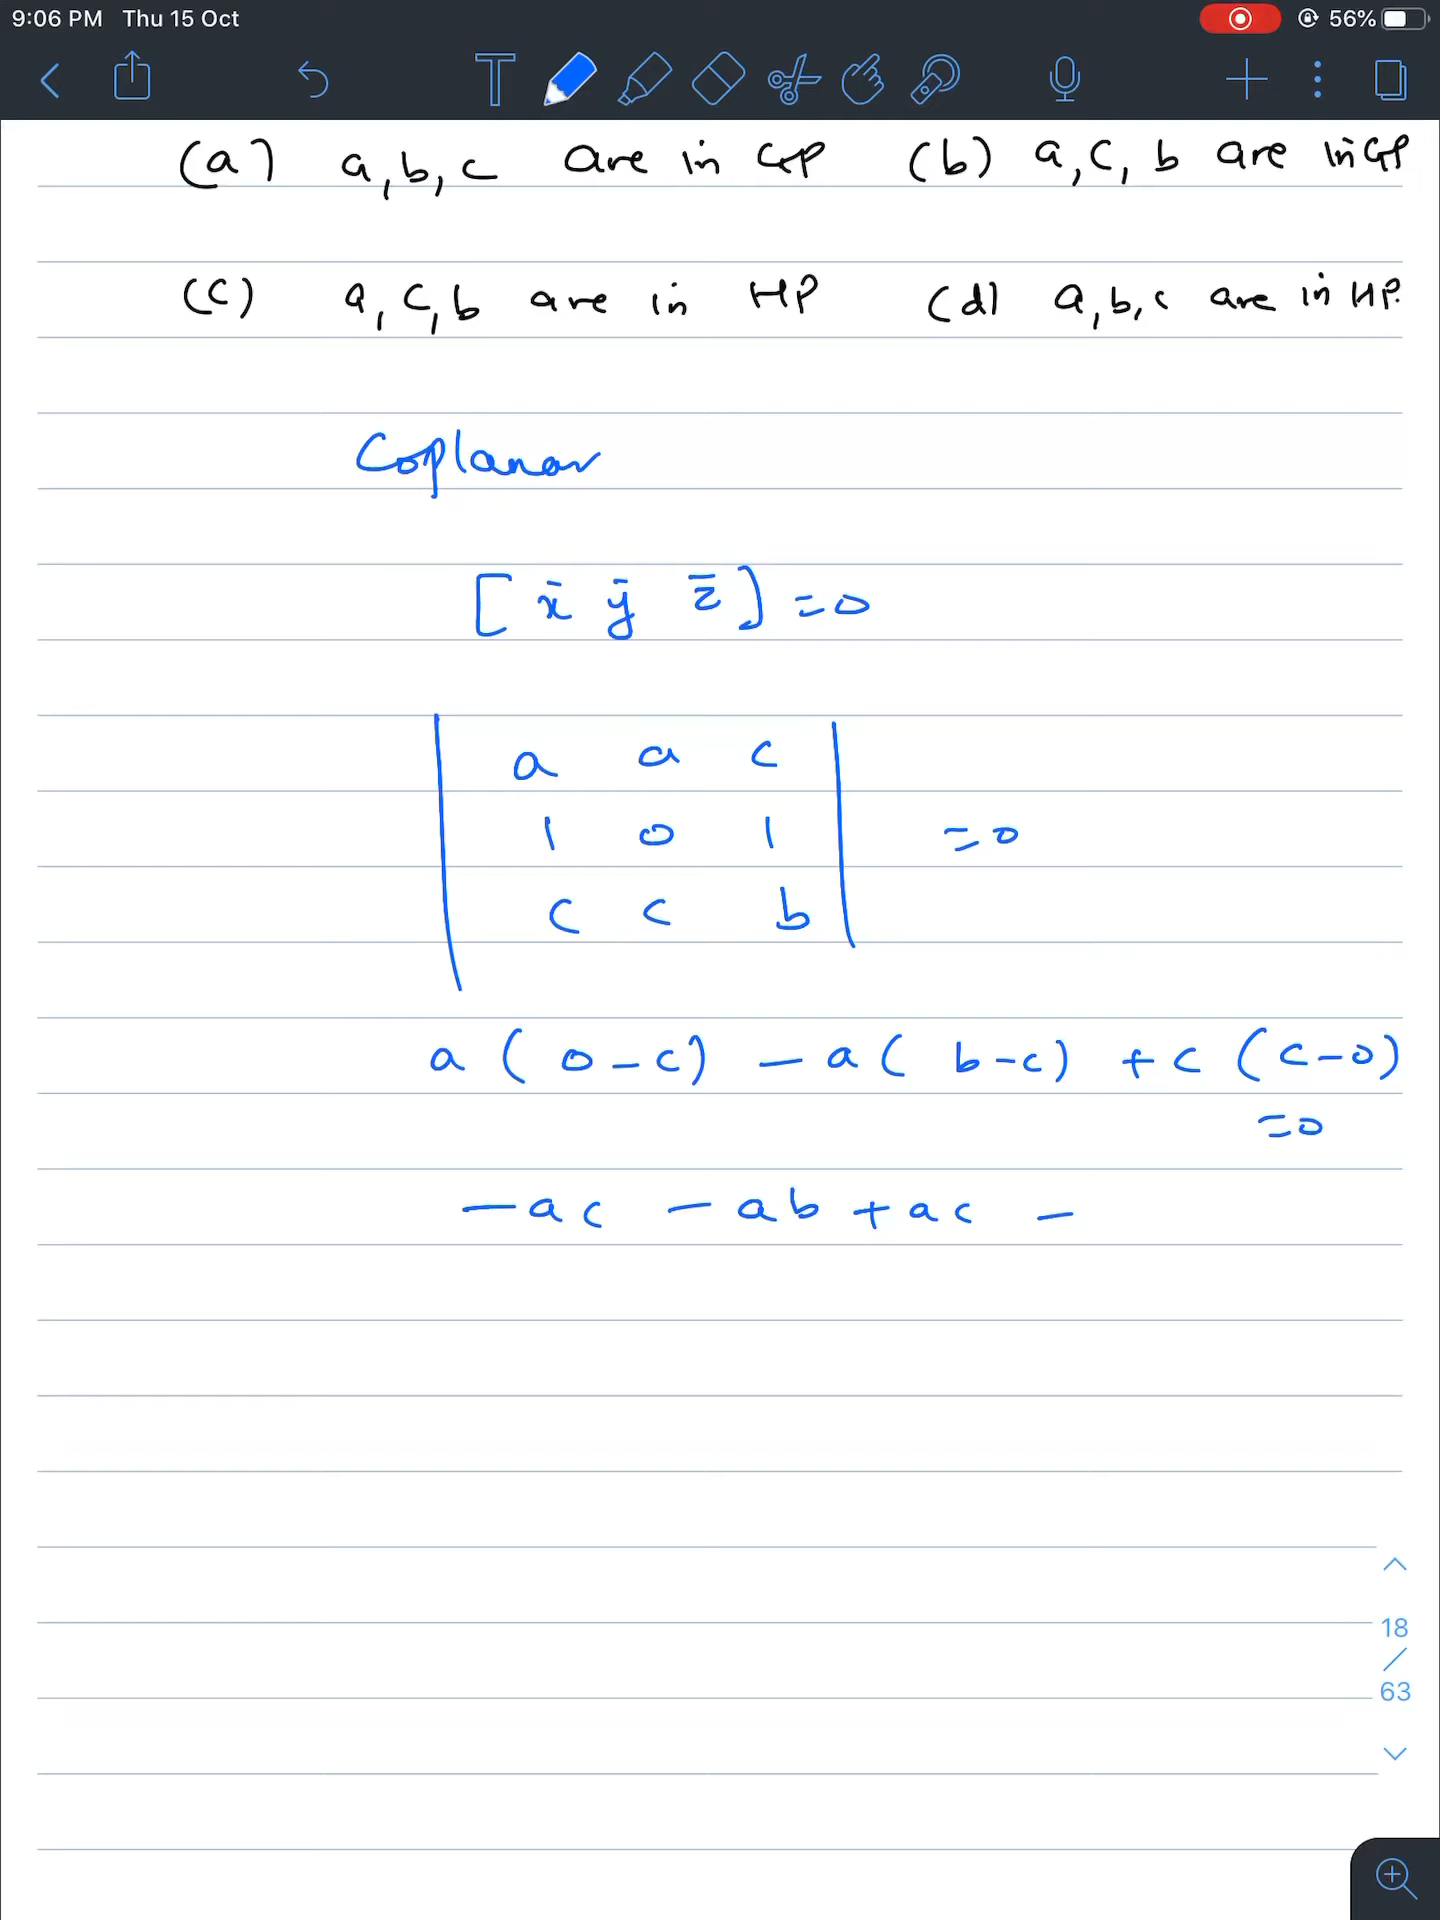 9:06 PM Thu 15 Oct 56%
T
(a) a,b,c are in GP (b) a,c,b are in GP
(c) a,c,b are in HP (d) a,b,c are in HP.
Coplanar
[x̄ ȳ z̄] = 0
| a a c |
| 1 0 1 | = 0
| c c b |
a (0-c) - a (b-c) + c (c-0)
= 0
-ac - ab + ac -
18
/
63